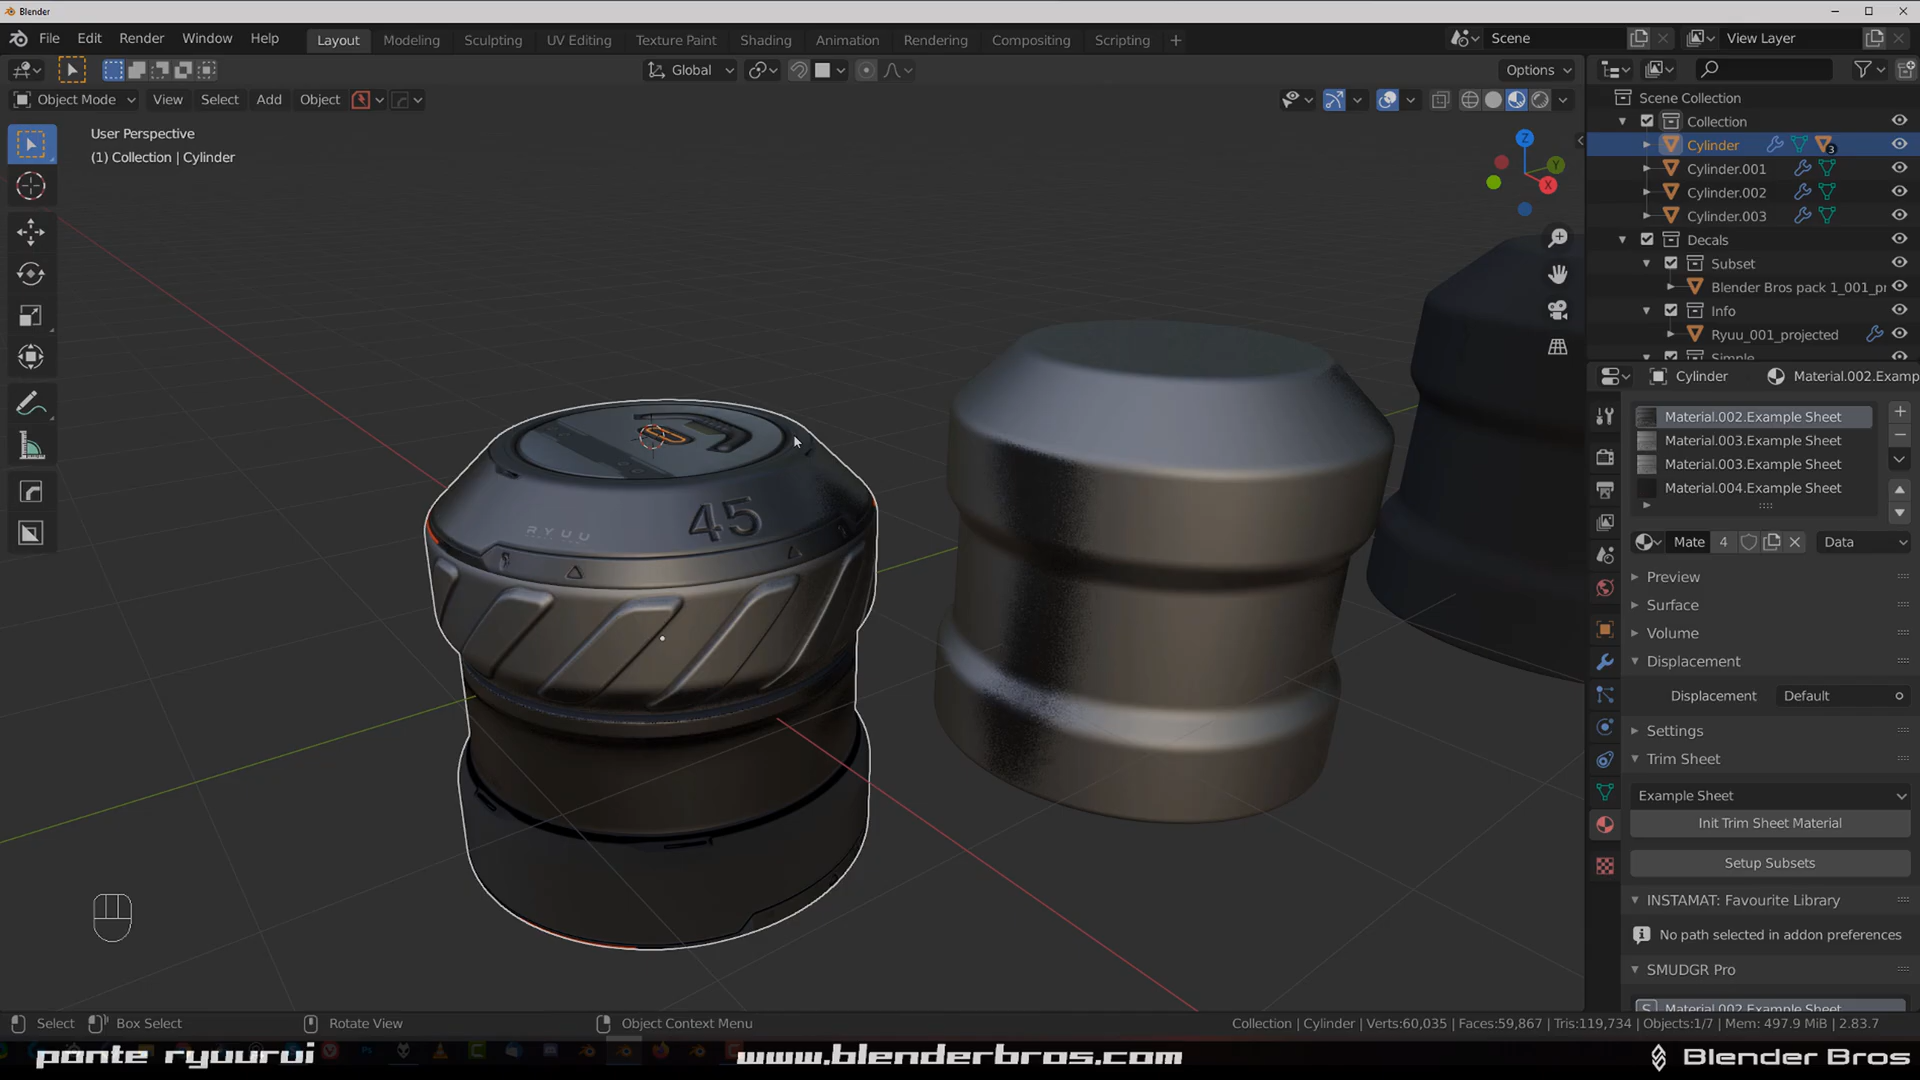 Blender
File Edit Render Window Help Layout Modeling Sculpting UV Editing Texture Paint Shading Animation Rendering Compositing Scripting + Scene View Layer
Global Options
Object Mode View Select Add Object
User Perspective
(1) Collection | Cylinder
Z
Y
X
Scene Collection
Collection
Cylinder 3
Cylinder.001
Cylinder.002
Cylinder.003
Decals
Subset
Blender Bros pack 1_001_pr
Info
Ryuu_001_projected
Simple
Cylinder Material.002.Examp
Material.002.Example Sheet
Material.003.Example Sheet
Material.003.Example Sheet
Material.004.Example Sheet
Mate 4 Data
Preview
Surface
Volume
Displacement
Displacement Default
Settings
Trim Sheet
Example Sheet
Init Trim Sheet Material
Setup Subsets
INSTAMAT: Favourite Library
No path selected in addon preferences
SMUDGR Pro
Material.002.Example Sheet
RYUU
45
Select Box Select Rotate View Object Context Menu Collection | Cylinder | Verts:60,035 | Faces:59,867 | Tris:119,734 | Objects:1/7 | Mem: 497.9 MiB | 2.83.7
ponte ryuurui www.blenderbros.com Blender Bros